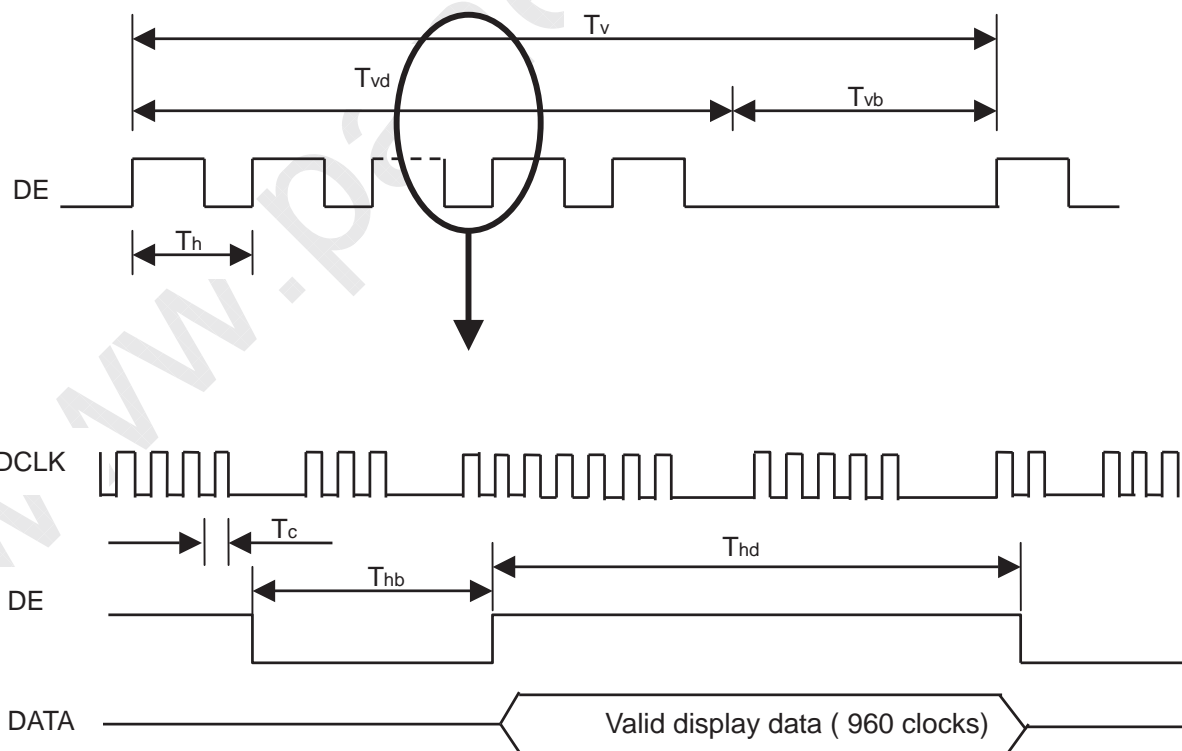 Tv
Tvd
Tvb
DE
Th
DCLK
Tc
Thd
Thb
DE
DATA Valid display data ( 960 clocks)